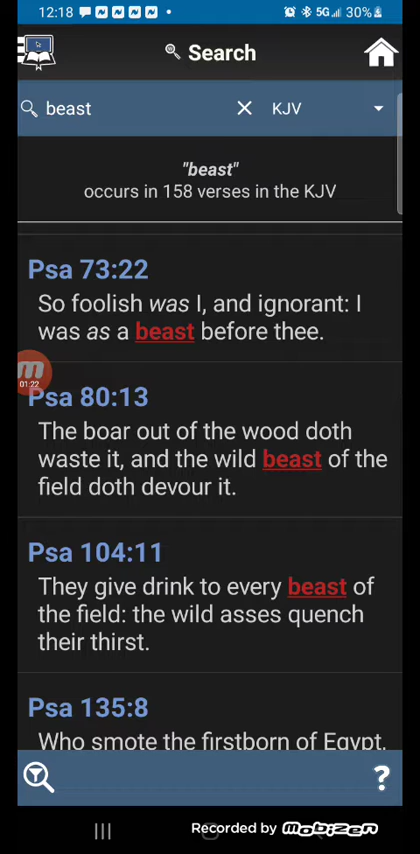 12:18 5G 30%
Search
beast KJV
"beast"
occurs in 158 verses in the KJV
Psa 73:22
So foolish was I, and ignorant: I
was as a beast before thee.
01:22
Psa 80:13
The boar out of the wood doth
waste it, and the wild beast of the
field doth devour it.
Psa 104:11
They give drink to every beast of
the field: the wild asses quench
their thirst.
Psa 135:8
Who smote the firstborn of Egypt,
?
Recorded by mobizen